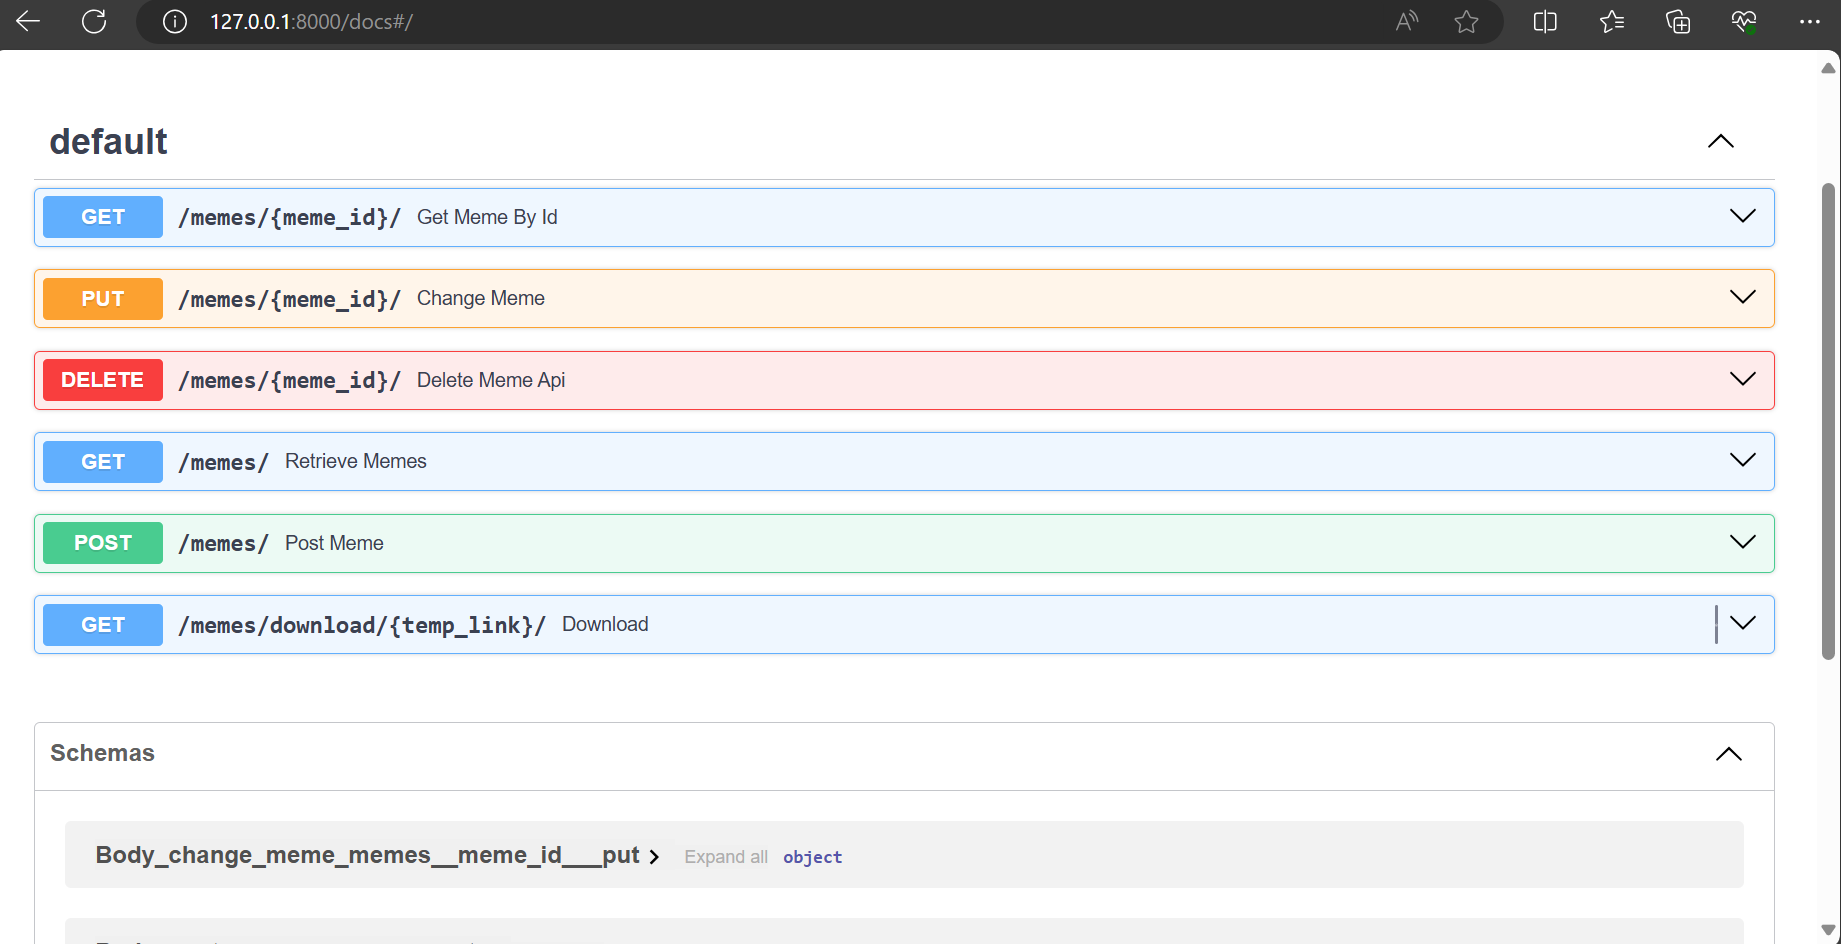 127.0.0.1:8000/docs#/
default
GET /memes/{meme_id}/ Get Meme By Id
PUT /memes/{meme_id}/ Change Meme
DELETE /memes/{meme_id}/ Delete Meme Api
GET /memes/ Retrieve Memes
POST /memes/ Post Meme
GET /memes/download/{temp_link}/ Download
Schemas
Body_change_meme_memes__meme_id___put Expand all object